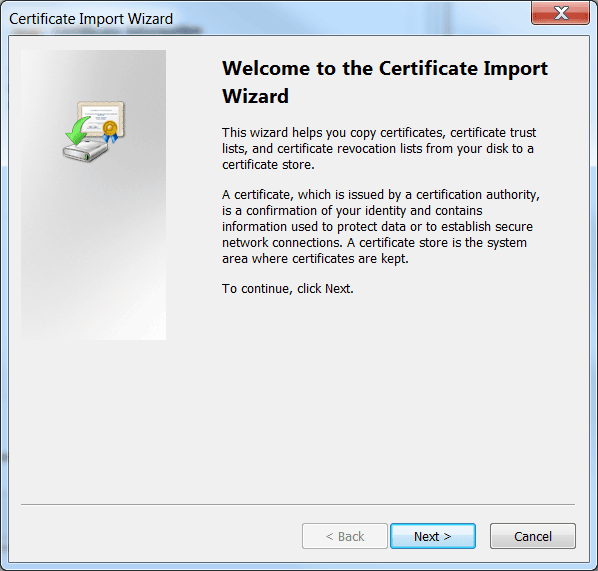 Certificate Import Wizard
Welcome to the Certificate Import
Wizard
This wizard helps you copy certificates, certificate trust
lists, and certificate revocation lists from your disk to a
certificate store.
A certificate, which is issued by a certification authority,
is a confirmation of your identity and contains
information used to protect data or to establish secure
network connections. A certificate store is the system
area where certificates are kept.
To continue, click Next.
< Back
Next >
Cancel